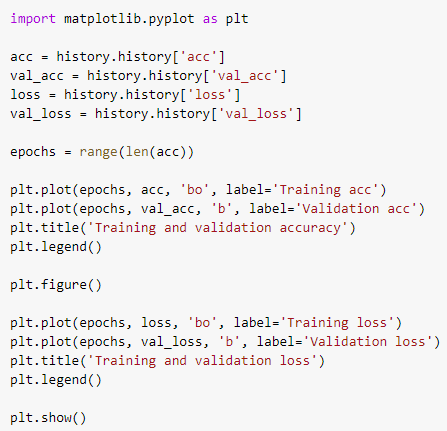 import matplotlib.pyplot as plt
acc = history.history['acc']
val_acc = history.history['val_acc']
loss = history.history['loss']
val_loss = history.history['val_loss']
epochs = range(len(acc))
plt.plot(epochs, acc, 'bo', label='Training acc')
plt.plot(epochs, val_acc, 'b', label='Validation acc')
plt.title('Training and validation accuracy')
plt.legend()
plt.figure()
plt.plot(epochs, loss, 'bo', label='Training loss')
plt.plot(epochs, val_loss, 'b', label='Validation loss')
plt.title('Training and validation loss')
plt.legend()
plt.show()